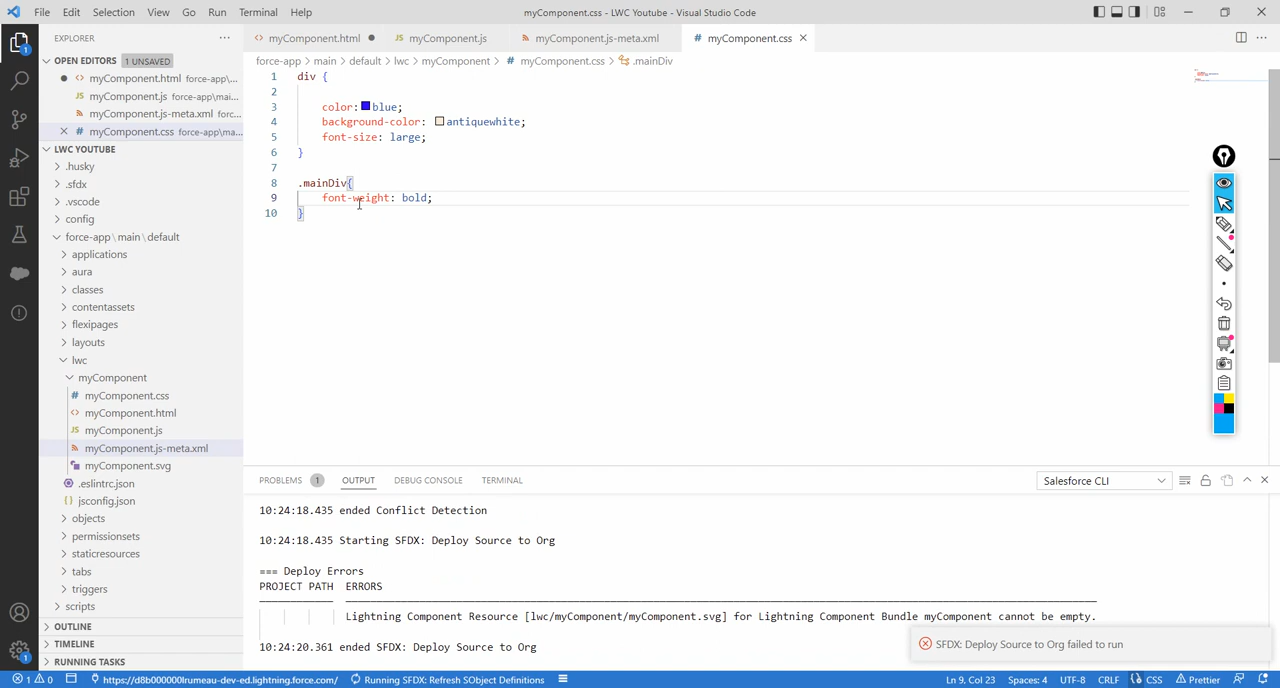 File Edit Selection View Go Run Terminal Help
myComponent.css - LWC Youtube - Visual Studio Code
EXPLORER
OPEN EDITORS 1 UNSAVED
myComponent.html force-app\...
JS myComponent.js force-app\mai...
myComponent.js-meta.xml forc...
# myComponent.css force-app\ma...
LWC YOUTUBE
.husky
.sfdx
.vscode
config
force-app\main\default
applications
aura
classes
contentassets
flexipages
layouts
lwc
myComponent
# myComponent.css
<> myComponent.html
JS myComponent.js
myComponent.js-meta.xml
myComponent.svg
.eslintrc.json
{} jsconfig.json
objects
permissionsets
staticresources
tabs
triggers
scripts
OUTLINE
TIMELINE
RUNNING TASKS
<> myComponent.html JS myComponent.js myComponent.js-meta.xml # myComponent.css
force-app > main > default > lwc > myComponent > # myComponent.css > .mainDiv
1 div {
2
3 color: blue;
4 background-color: antiquewhite;
5 font-size: large;
6 }
7
8 .mainDiv{
9 font-weight: bold;
10 }
PROBLEMS 1 OUTPUT DEBUG CONSOLE TERMINAL
Salesforce CLI
10:24:18.435 ended Conflict Detection
10:24:18.435 Starting SFDX: Deploy Source to Org
=== Deploy Errors
PROJECT PATH ERRORS
Lightning Component Resource [lwc/myComponent/myComponent.svg] for Lightning Component Bundle myComponent cannot be empty.
10:24:20.361 ended SFDX: Deploy Source to Org
SFDX: Deploy Source to Org failed to run
1 0 https://d8b000000lrumeau-dev-ed.lightning.force.com/ Running SFDX: Refresh SObject Definitions Ln 9, Col 23 Spaces: 4 UTF-8 CRLF CSS Prettier